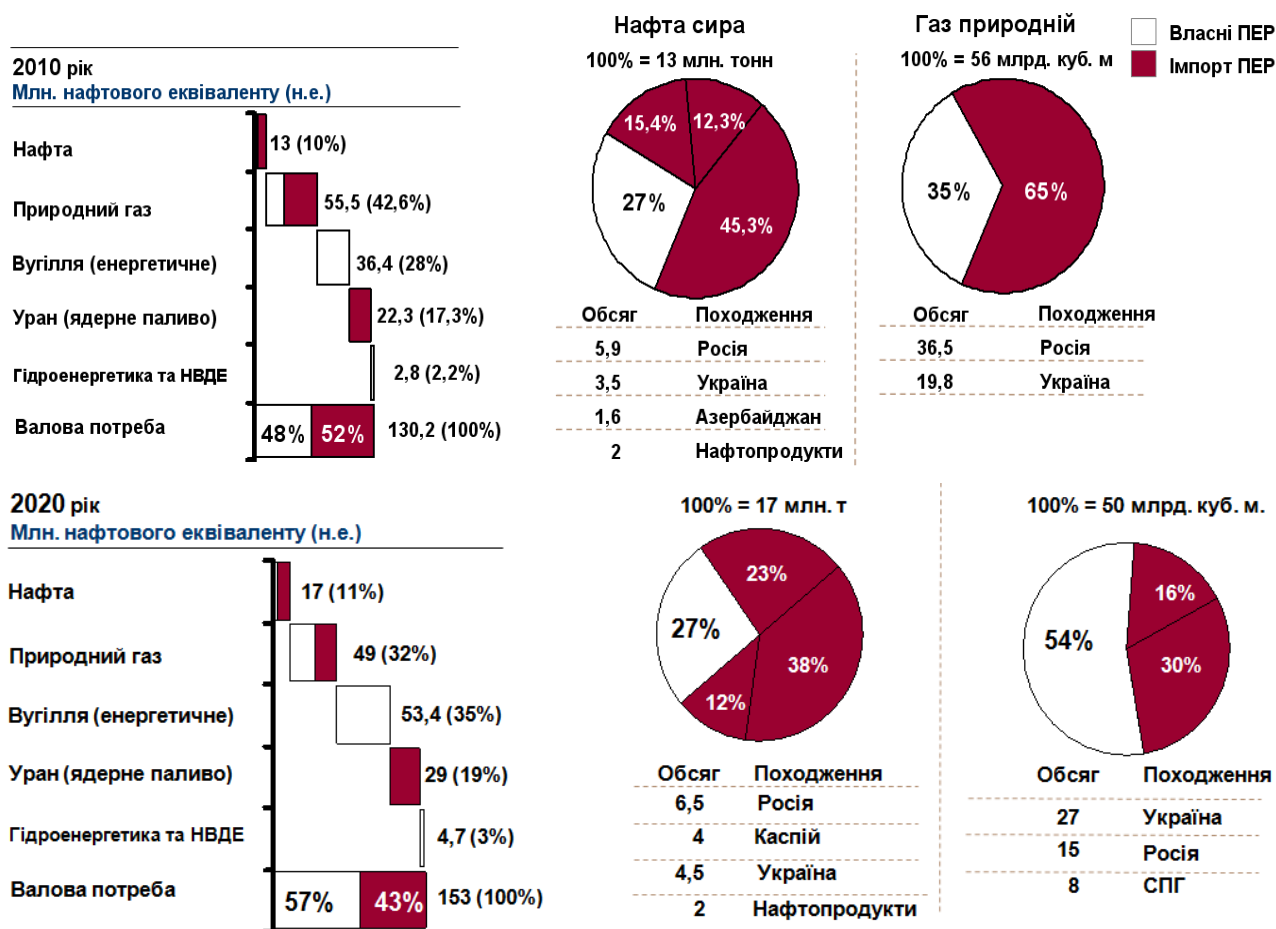 Нафта сира
Газ природній
Власні ПЕР
Імпорт ПЕР
100% = 13 млн. тонн
100% = 56 млрд. куб. м
2010 рік
Млн. нафтового еквіваленту (н.е.)
Нафта
13 (10%)
Природний газ
55,5 (42,6%)
Вугілля (енергетичне)
36,4 (28%)
Уран (ядерне паливо)
22,3 (17,3%)
Гідроенергетика та НВДЕ
2,8 (2,2%)
Валова потреба
48%
52%
130,2 (100%)
15,4%
12,3%
27%
45,3%
35%
65%
Обсяг Походження
5,9 Росія
3,5 Україна
1,6 Азербайджан
2 Нафтопродукти
Обсяг Походження
36,5 Росія
19,8 Україна
2020 рік
Млн. нафтового еквіваленту (н.е.)
Нафта
17 (11%)
Природний газ
49 (32%)
Вугілля (енергетичне)
53,4 (35%)
Уран (ядерне паливо)
29 (19%)
Гідроенергетика та НВДЕ
4,7 (3%)
Валова потреба
57%
43%
153 (100%)
100% = 17 млн. т
23%
27%
38%
12%
Обсяг Походження
6,5 Росія
4 Каспій
4,5 Україна
2 Нафтопродукти
100% = 50 млрд. куб. м.
16%
54%
30%
Обсяг Походження
27 Україна
15 Росія
8 СПГ